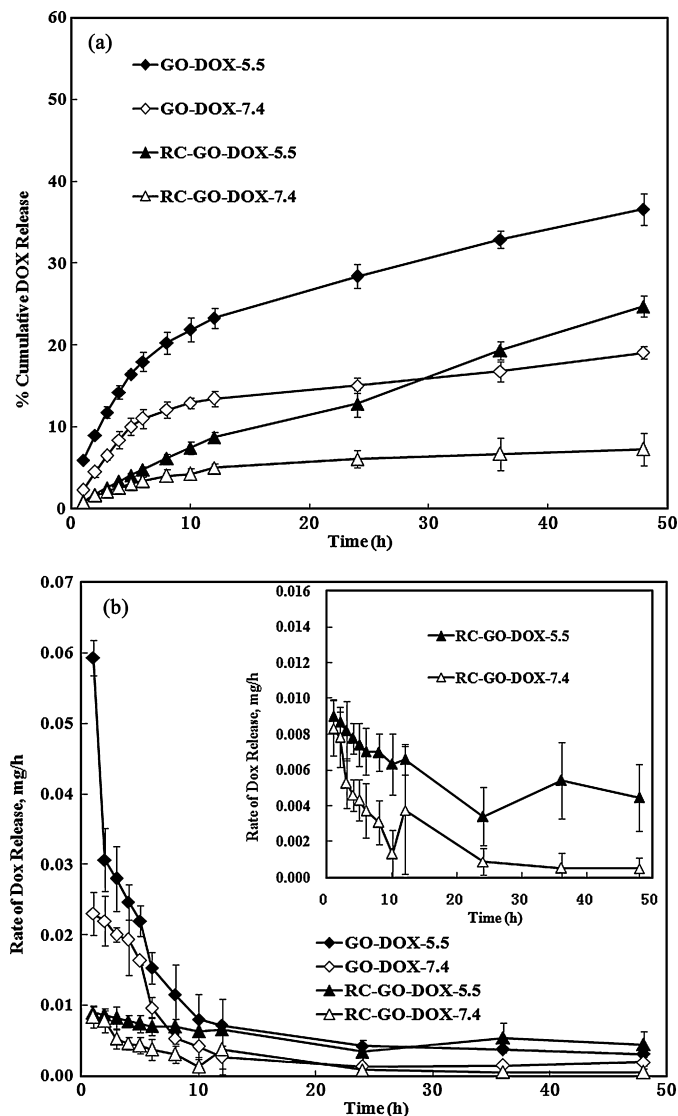 60
(a)
GO-DOX-5.5
50
GO-DOX-7.4
40
RC-GO-DOX-5.5
RC-GO-DOX-7.4
30
20
10
0
% Cumulative DOX Release
0 10 20 30 40 50
Time (h)
0.07
(b)
0.06
0.05
0.04
0.03
0.02
0.01
0.00
Rate of Dox Release, mg/h
0.016
0.014
0.012
0.010
0.008
0.006
0.004
0.002
0.000
Rate of Dox Release, mg/h
RC-GO-DOX-5.5
RC-GO-DOX-7.4
0 10 20 30 40 50
Time (h)
GO-DOX-5.5
GO-DOX-7.4
RC-GO-DOX-5.5
RC-GO-DOX-7.4
0 10 20 30 40 50
Time (h)